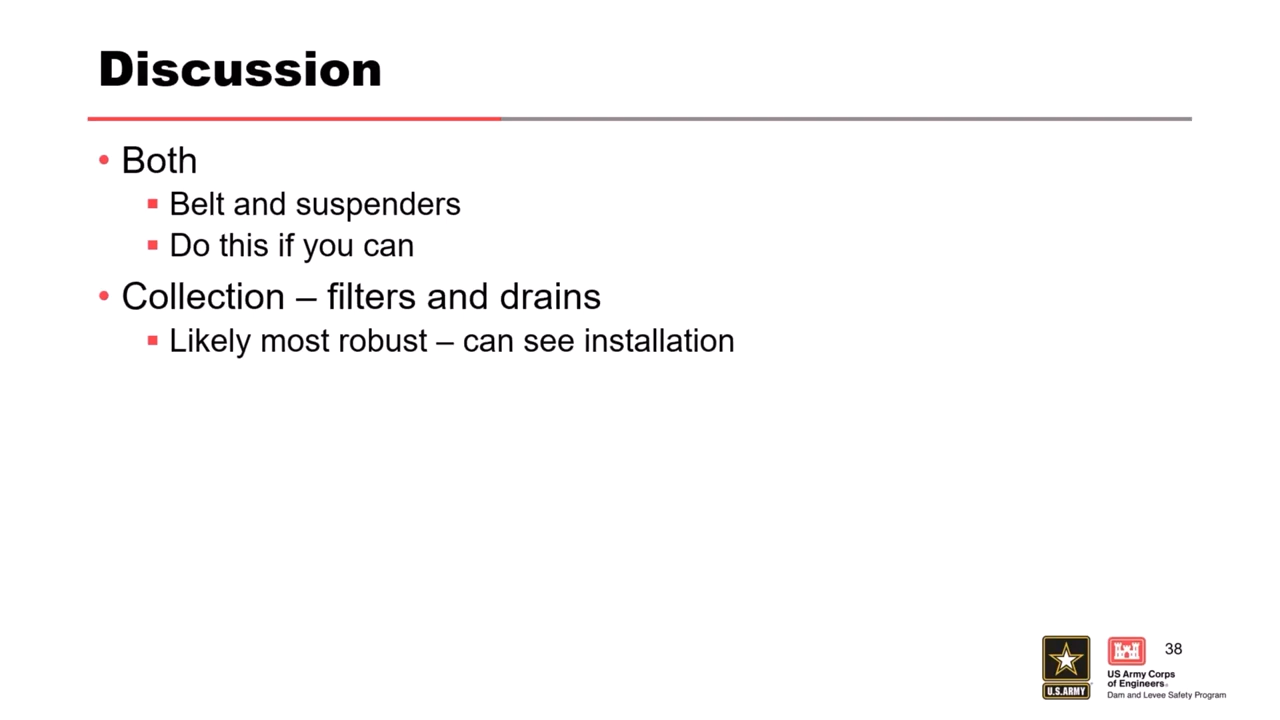 Discussion
• Both
▪ Belt and suspenders
▪ Do this if you can
• Collection – filters and drains
▪ Likely most robust – can see installation
38
U.S.ARMY
US Army Corps
of Engineers®
Dam and Levee Safety Program